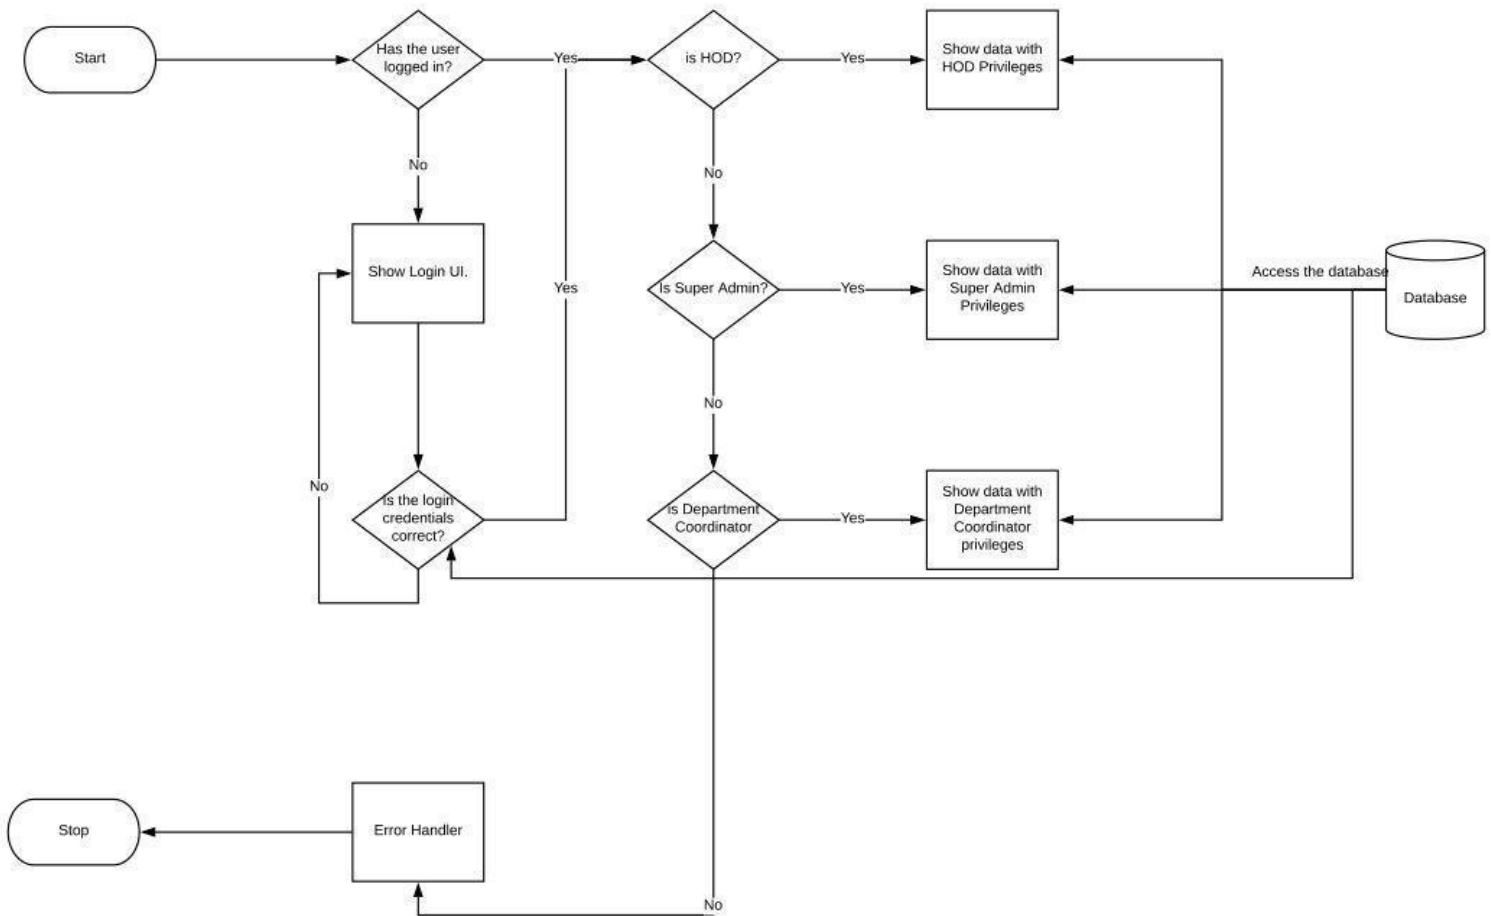 Start
Has the user
logged in?
Yes
is HOD?
Yes
Show data with
HOD Privileges
No
No
Show Login UI.
Yes
Is Super Admin?
Yes
Show data with
Super Admin
Privileges
Access the database
Database
No
No
Is the login
credentials
correct?
is Department
Coordinator
Yes
Show data with
Department
Coordinator
privileges
Stop
Error Handler
No